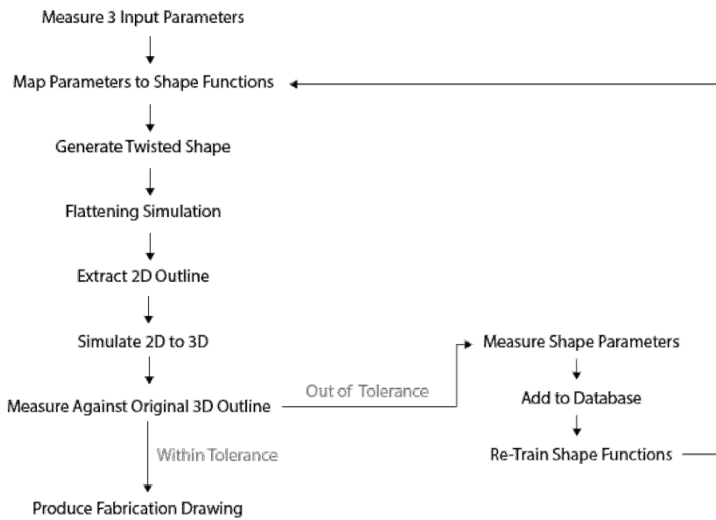 Measure 3 Input Parameters
Map Parameters to Shape Functions
Generate Twisted Shape
Flattening Simulation
Extract 2D Outline
Simulate 2D to 3D
Measure Against Original 3D Outline
Out of Tolerance
Within Tolerance
Produce Fabrication Drawing
Measure Shape Parameters
Add to Database
Re-Train Shape Functions